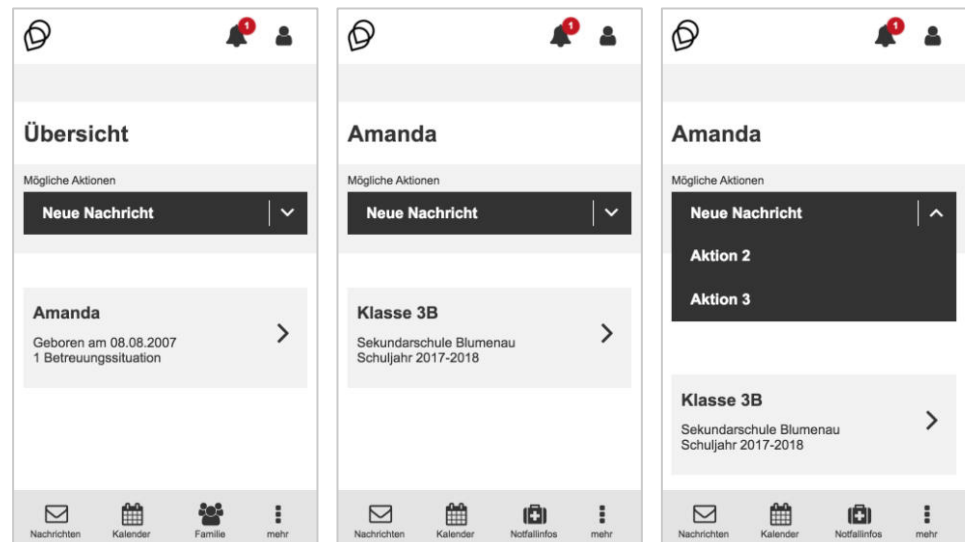 1
Übersicht
Mögliche Aktionen
Neue Nachricht
Amanda
Geboren am 08.08.2007
1 Betreuungssituation
Nachrichten
Kalender
Familie
mehr
1
Amanda
Mögliche Aktionen
Neue Nachricht
Klasse 3B
Sekundarschule Blumenau
Schuljahr 2017-2018
Nachrichten
Kalender
Notfallinfos
mehr
1
Amanda
Mögliche Aktionen
Neue Nachricht
Aktion 2
Aktion 3
Klasse 3B
Sekundarschule Blumenau
Schuljahr 2017-2018
Nachrichten
Kalender
Notfallinfos
mehr